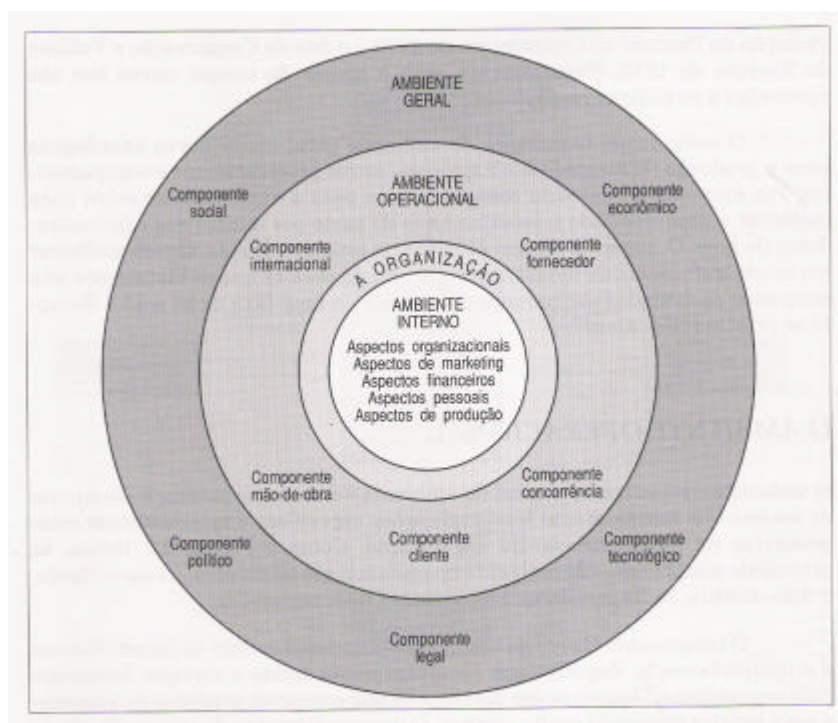 AMBIENTE
GERAL
Componente
social
Componente
econômico
AMBIENTE
OPERACIONAL
Componente
internacional
Componente
fornecedor
A ORGANIZAÇÃO
AMBIENTE
INTERNO
Aspectos organizacionais
Aspectos de marketing
Aspectos financeiros
Aspectos pessoais
Aspectos de produção
Componente
mão-de-obra
Componente
concorrência
Componente
cliente
Componente
político
Componente
tecnológico
Componente
legal